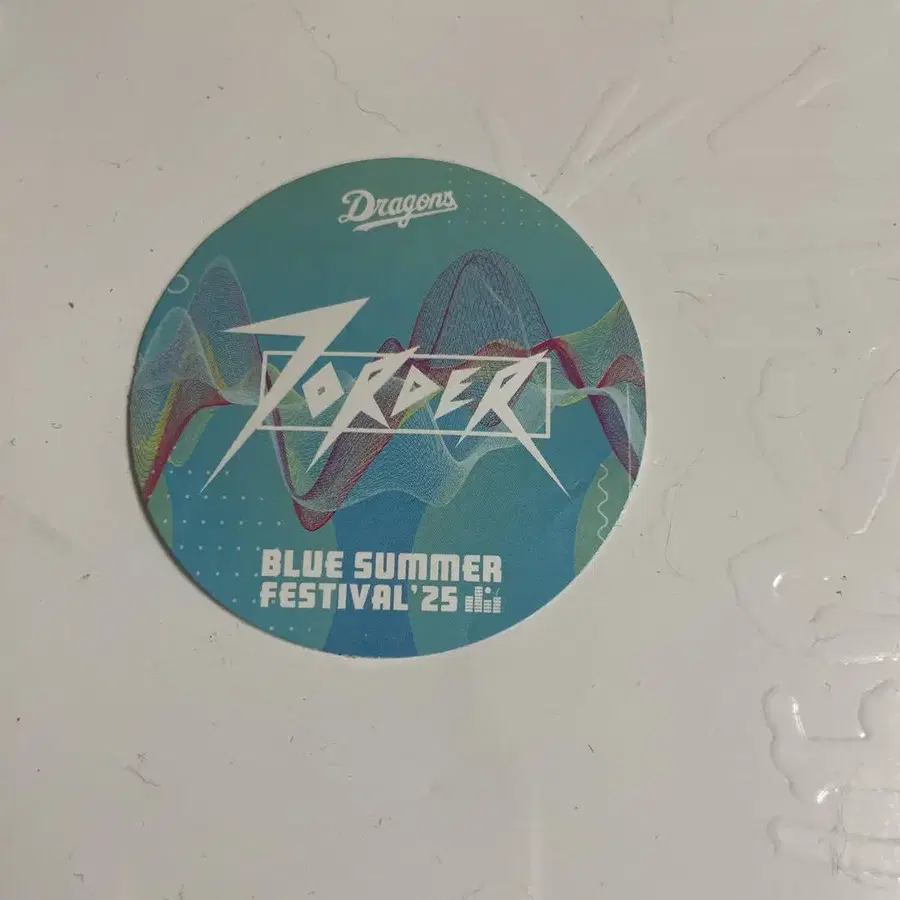 Dragons
7ORDER
BLUE SUMMER
FESTIVAL'25